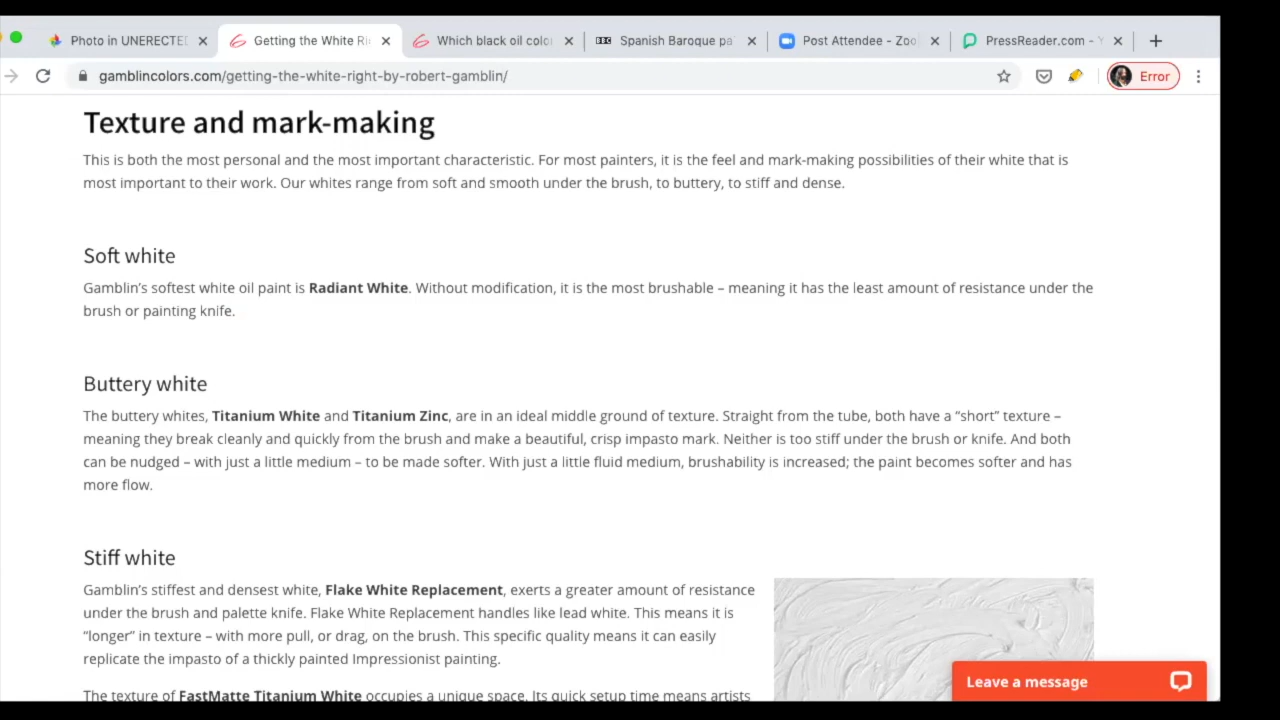 Photo in UNERECTED
Getting the White Ri
Which black oil colo
BBC
Spanish Baroque pa
Post Attendee - Zoo
PressReader.com - Y
gamblincolors.com/getting-the-white-right-by-robert-gamblin/
Error
Texture and mark-making
This is both the most personal and the most important characteristic. For most painters, it is the feel and mark-making possibilities of their white that is
most important to their work. Our whites range from soft and smooth under the brush, to buttery, to stiff and dense.
Soft white
Gamblin’s softest white oil paint is Radiant White. Without modification, it is the most brushable – meaning it has the least amount of resistance under the
brush or painting knife.
Buttery white
The buttery whites, Titanium White and Titanium Zinc, are in an ideal middle ground of texture. Straight from the tube, both have a “short” texture –
meaning they break cleanly and quickly from the brush and make a beautiful, crisp impasto mark. Neither is too stiff under the brush or knife. And both
can be nudged – with just a little medium – to be made softer. With just a little fluid medium, brushability is increased; the paint becomes softer and has
more flow.
Stiff white
Gamblin’s stiffest and densest white, Flake White Replacement, exerts a greater amount of resistance
under the brush and palette knife. Flake White Replacement handles like lead white. This means it is
“longer” in texture – with more pull, or drag, on the brush. This specific quality means it can easily
replicate the impasto of a thickly painted Impressionist painting.
The texture of FastMatte Titanium White occupies a unique space. Its quick setup time means artists
Leave a message